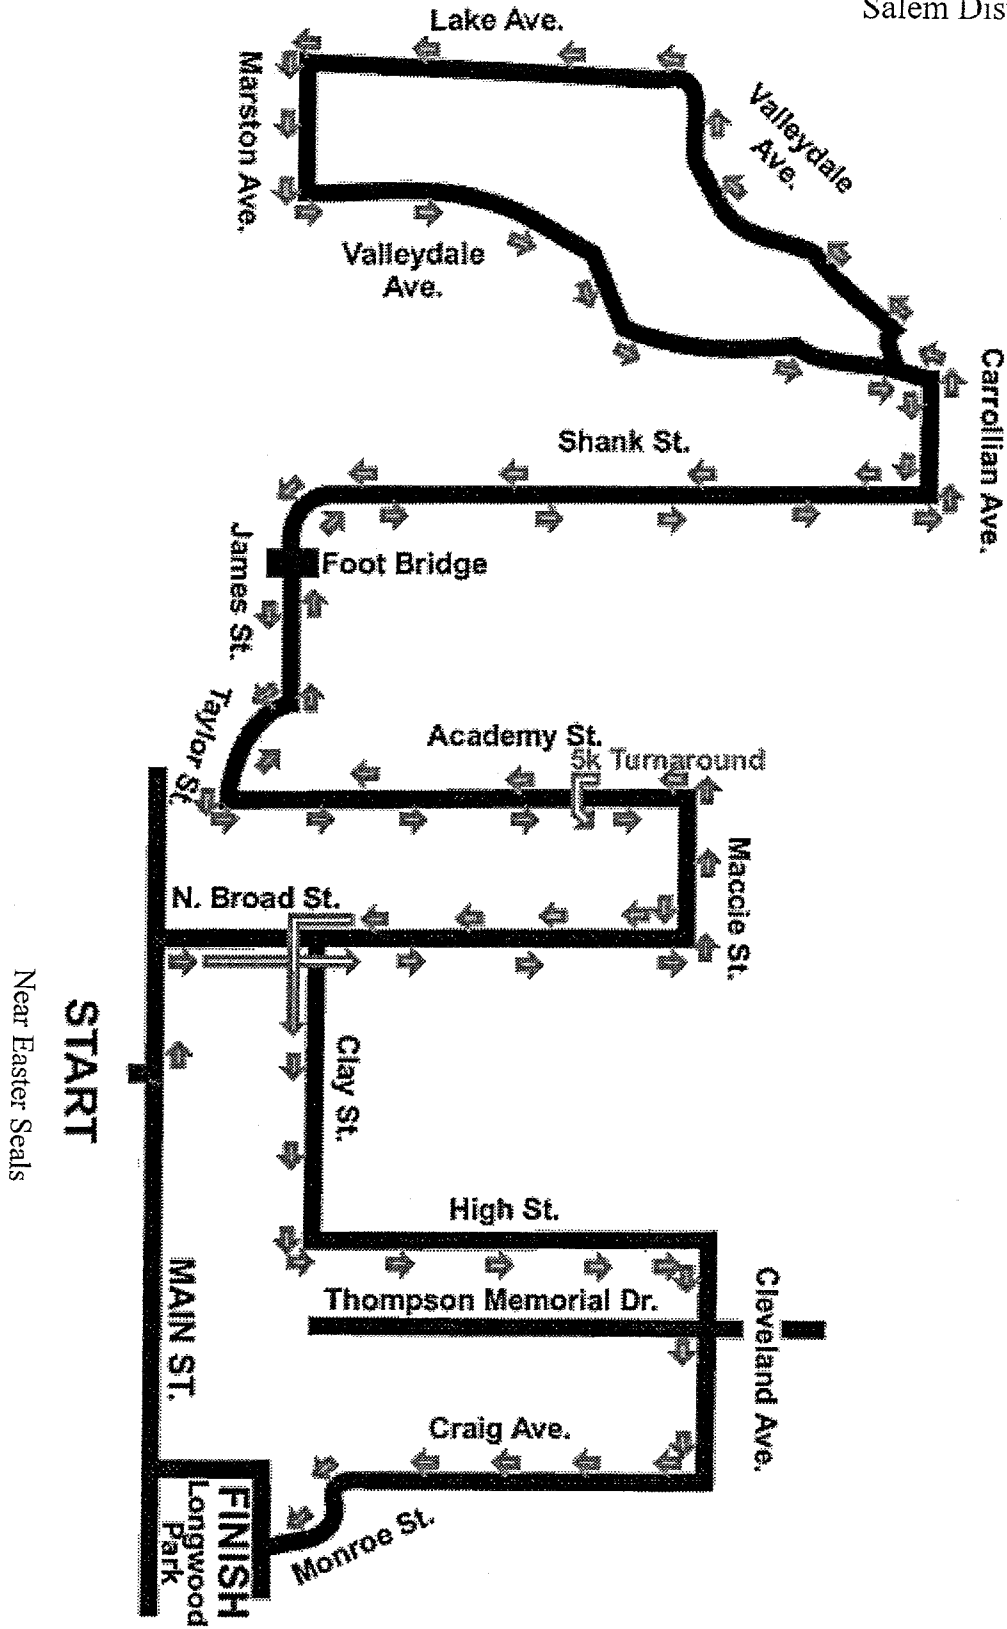 Salem Dis
Lake Ave.
Marston Ave.
Valleydale
Ave.
Valleydale
Ave.
Carrollian Ave.
Shank St.
James St.
Foot Bridge
Taylor St.
Academy St.
5k Turnaround
Maccie St.
N. Broad St.
START
Near Easter Seals
Clay St.
High St.
MAIN ST.
Thompson Memorial Dr.
Cleveland Ave.
Craig Ave.
Monroe St.
FINISH
Longwood
Park